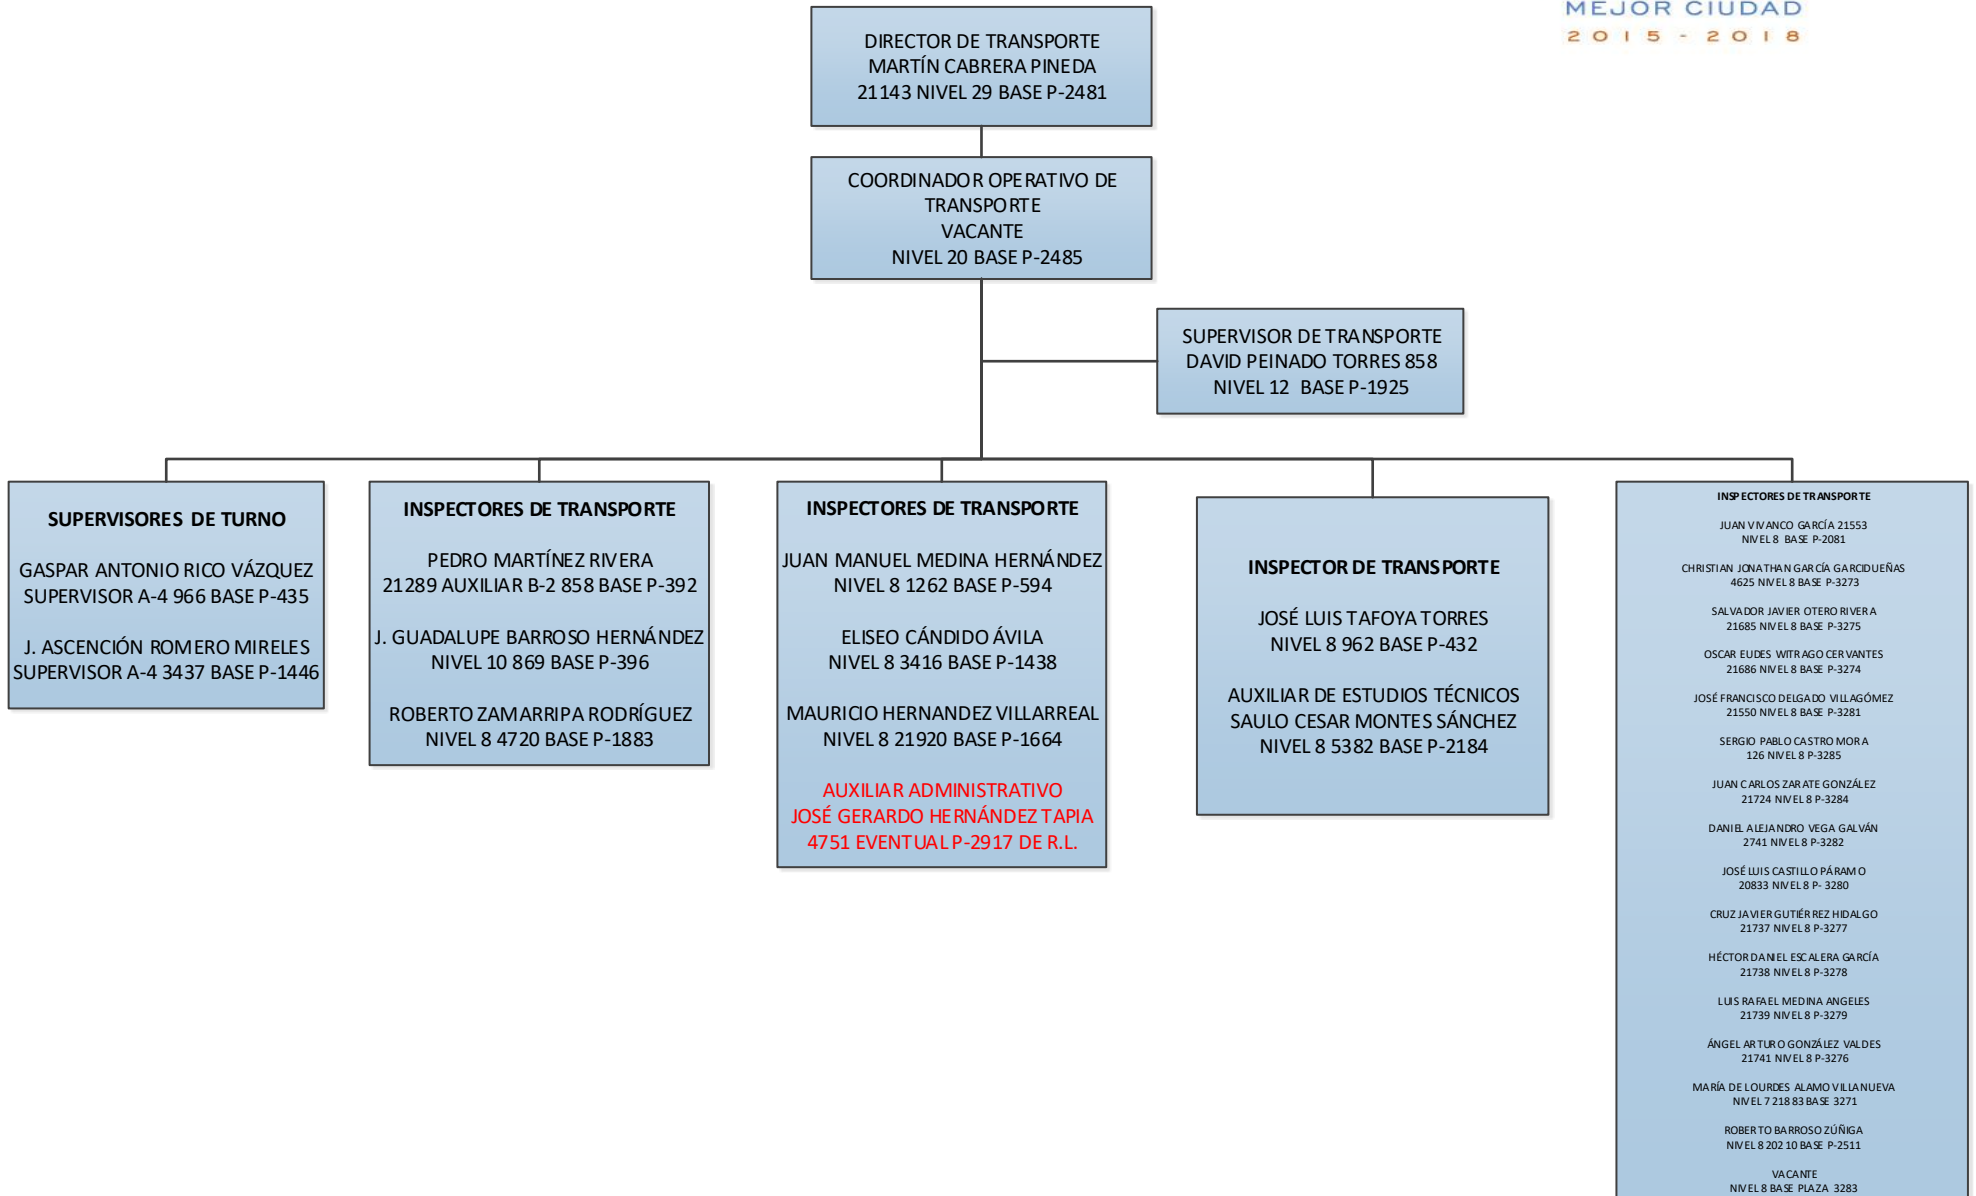 MEJOR CIUDAD
2015-2018
DIRECTOR DE TRANSPORTE
MARTÍN CABRERA PINEDA
21143 NIVEL 29 BASE P-2481
COORDINADOR OPERATIVO DE
TRANSPORTE
VACANTE
NIVEL 20 BASE P-2485
SUPERVISOR DE TRANSPORTE
DAVID PEINADO TORRES 858
NIVEL 12 BASE P-1925
SUPERVISORES DE TURNO
GASPAR ANTONIO RICO VÁZQUEZ
SUPERVISOR A-4 966 BASE P-435
J. ASCENCIÓN ROMERO MIRELES
SUPERVISOR A-4 3437 BASE P-1446
INSPECTORES DE TRANSPORTE
PEDRO MARTÍNEZ RIVERA
21289 AUXILIAR B-2 858 BASE P-392
J. GUADALUPE BARROSO HERNÁNDEZ
NIVEL 10 869 BASE P-396
ROBERTO ZAMARRIPA RODRÍGUEZ
NIVEL 8 4720 BASE P-1883
INSPECTORES DE TRANSPORTE
JUAN MANUEL MEDINA HERNÁNDEZ
NIVEL 8 1262 BASE P-594
ELISEO CÁNDIDO ÁVILA
NIVEL 8 3416 BASE P-1438
MAURICIO HERNANDEZ VILLARREAL
NIVEL 8 21920 BASE P-1664
AUXILIAR ADMINISTRATIVO
JOSÉ GERARDO HERNÁNDEZ TAPIA
4751 EVENTUAL P-2917 DE R.L.
INSPECTOR DE TRANSPORTE
JOSÉ LUIS TAFOYA TORRES
NIVEL 8 962 BASE P-432
AUXILIAR DE ESTUDIOS TÉCNICOS
SAULO CESAR MONTES SÁNCHEZ
NIVEL 8 5382 BASE P-2184
INSPECTORES DE TRANSPORTE
JUAN VIVANCO GARCÍA 21553
NIVEL 8 BASE P-2081
CHRISTIAN JONATHAN GARCÍA GARCIDUEÑAS
4625 NIVEL 8 BASE P-3273
SALVADOR JAVIER OTERO RIVERA
21685 NIVEL 8 BASE P-3275
OSCAR EUDES WITRAGO CERVANTES
21686 NIVEL 8 BASE P-3274
JOSÉ FRANCISCO DELGADO VILLAGÓMEZ
21550 NIVEL 8 BASE P-3281
SERGIO PABLO CASTRO MORA
126 NIVEL 8 P-3285
JUAN CARLOS ZARATE GONZÁLEZ
21724 NIVEL 8 P-3284
DANIEL ALEJANDRO VEGA GALVÁN
2741 NIVEL 8 P-3282
JOSÉ LUIS CASTILLO PÁRAMO
20833 NIVEL 8 P- 3280
CRUZ JAVIER GUTIÉRREZ HIDALGO
21737 NIVEL 8 P-3277
HÉCTOR DANIEL ESCALERA GARCÍA
21738 NIVEL 8 P-3278
LUIS RAFAEL MEDINA ANGELES
21739 NIVEL 8 P-3279
ÁNGEL ARTURO GONZÁLEZ VALDES
21741 NIVEL 8 P-3276
MARÍA DE LOURDES ALAMO VILLANUEVA
NIVEL 7 21883 BASE 3271
ROBERTO BARROSO ZÚÑIGA
NIVEL 8 20210 BASE P-2511
VACANTE
NIVEL 8 BASE PLAZA 3283